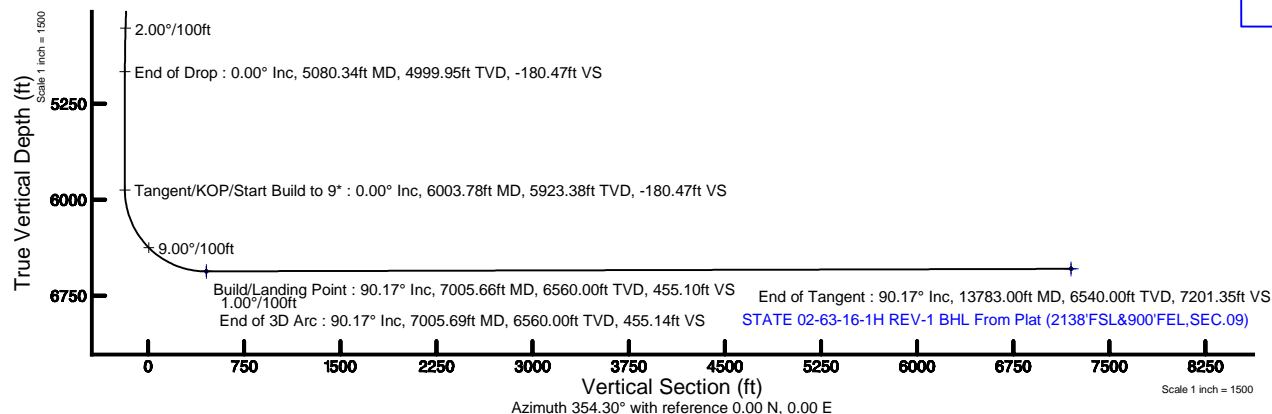 2.00°/100ft
End of Drop : 0.00° Inc, 5080.34ft MD, 4999.95ft TVD, -180.47ft VS
True Vertical Depth (ft)
Scale 1 inch = 1500
5250
Tangent/KOP/Start Build to 9* : 0.00° Inc, 6003.78ft MD, 5923.38ft TVD, -180.47ft VS
6000
9.00°/100ft
6750
Build/Landing Point : 90.17° Inc, 7005.66ft MD, 6560.00ft TVD, 455.10ft VS
1.00°/100ft
End of Tangent : 90.17° Inc, 13783.00ft MD, 6540.00ft TVD, 7201.35ft VS
End of 3D Arc : 90.17° Inc, 7005.69ft MD, 6560.00ft TVD, 455.14ft VS
STATE 02-63-16-1H REV-1 BHL From Plat (2138'FSL&900'FEL,SEC.09)
0 750 1500 2250 3000 3750 4500 5250 6000 6750 7500 8250
Vertical Section (ft)
Scale 1 inch = 1500
Azimuth 354.30° with reference 0.00 N, 0.00 E